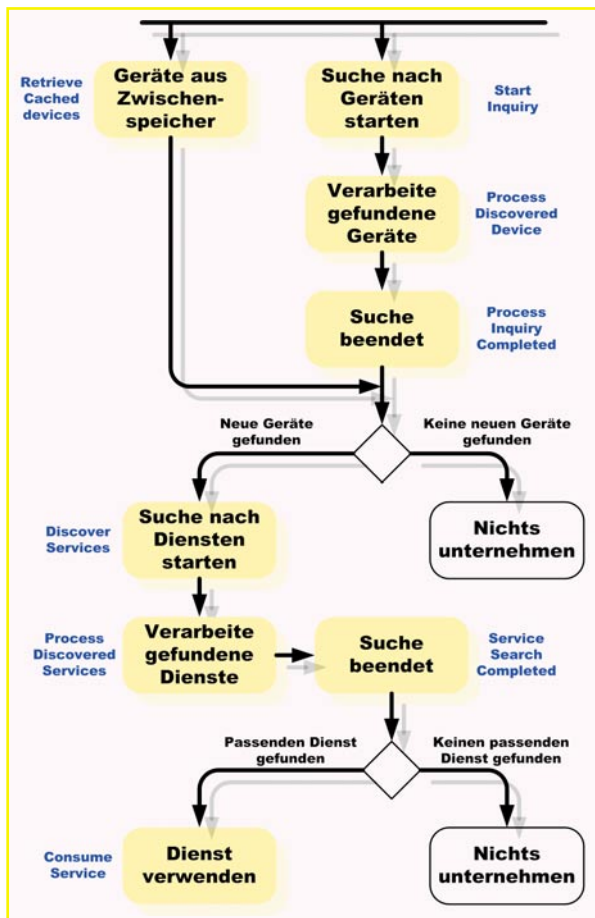 Retrieve
Cached
devices
Geräte aus
Zwischen-
speicher
Suche nach
Geräten
starten
Start
Inquiry
Verarbeite
gefundene
Geräte
Process
Discovered
Device
Suche
beendet
Process
Inquiry
Completed
Neue Geräte
gefunden
Keine neuen Geräte
gefunden
Discover
Services
Suche nach
Diensten
starten
Nichts
unternehmen
Process
Discovered
Services
Verarbeite
gefundene
Dienste
Suche
beendet
Service
Search
Completed
Passenden Dienst
gefunden
Keinen passenden
Dienst gefunden
Consume
Service
Dienst
verwenden
Nichts
unternehmen